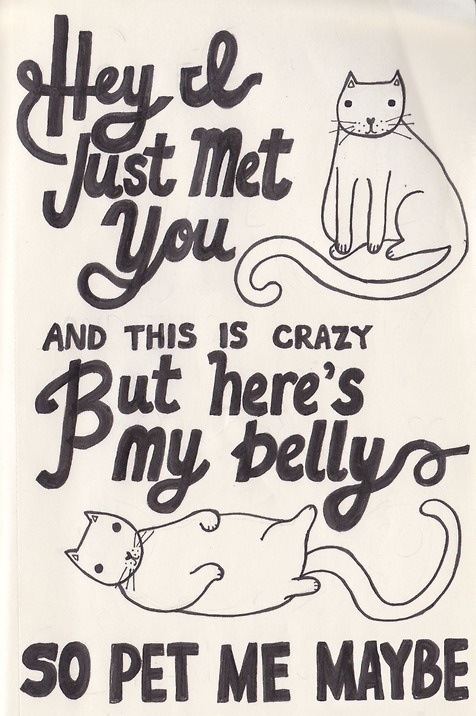 Hey I
Just Met
You
AND THIS IS CRAZY
But here's
my belly
SO PET ME MAYBE